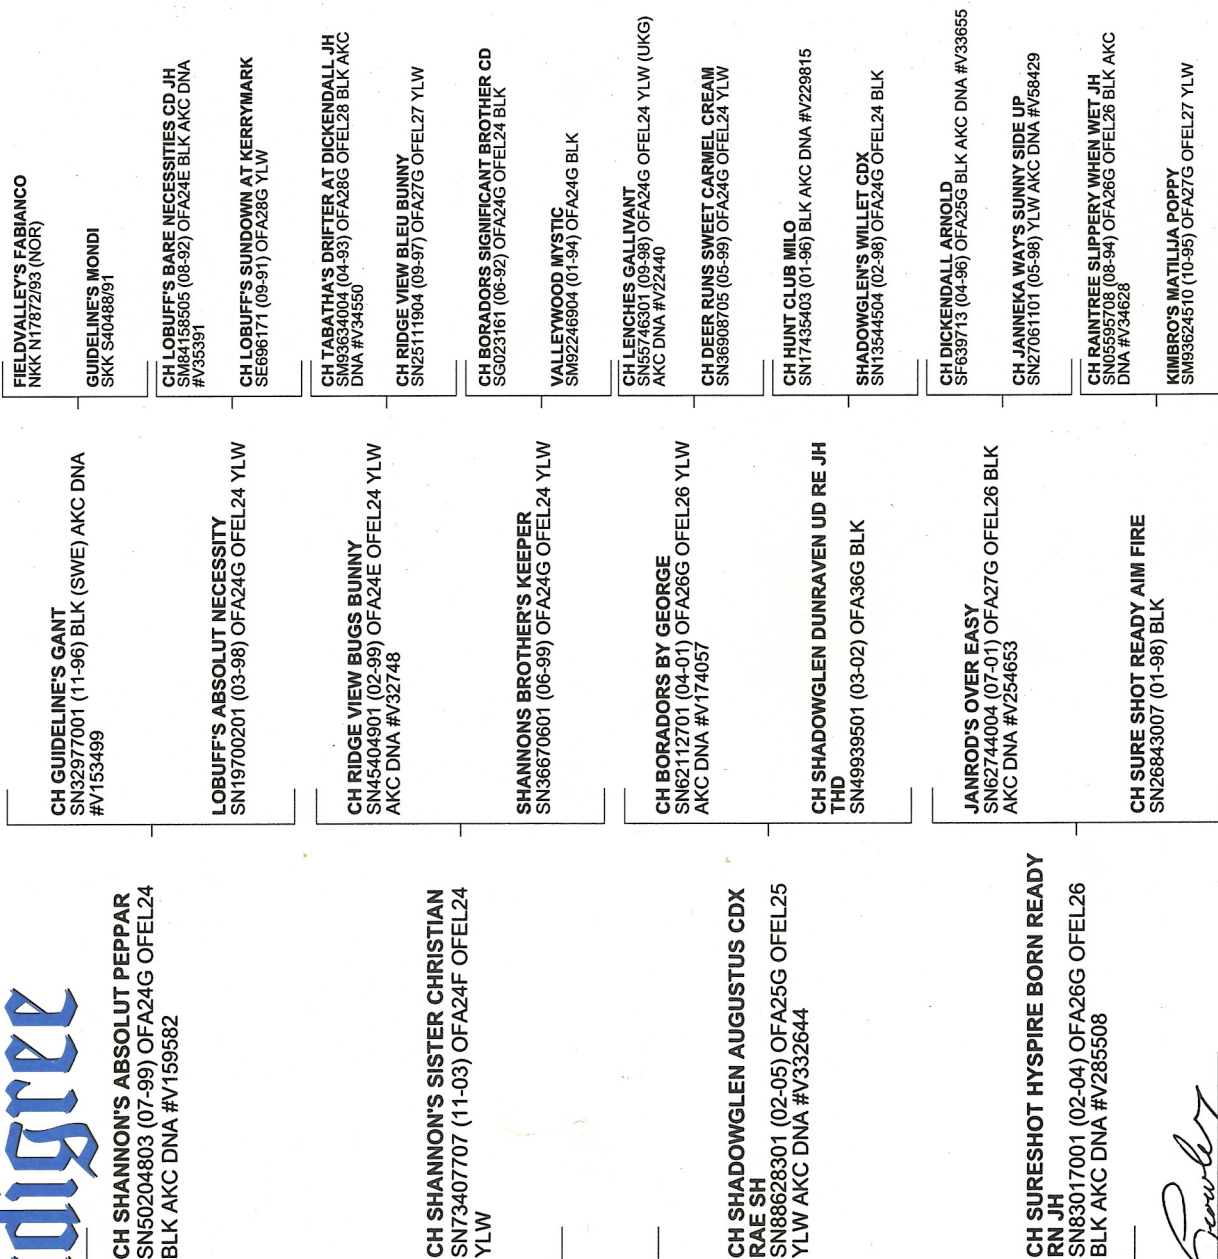 digree
CH SHANNON'S ABSOLUT PEPPAR
SN50204803 (07-99) OFA24G OFEL24
BLK AKC DNA #V159582
CH SHANNON'S SISTER CHRISTIAN
SN73407707 (11-03) OFA24F OFEL24
YLW
CH SHADOWGLEN AUGUSTUS CDX
RAE SH
SN88628301 (02-05) OFA25G OFEL25
YLW AKC DNA #V332644
CH SURESHOT HYSPIRE BORN READY
RN JH
SN83017001 (02-04) OFA26G OFEL26
BLK AKC DNA #V285508
CH GUIDELINE'S GANT
SN32977001 (11-96) BLK (SWE) AKC DNA
#V153499
LOBUFF'S ABSOLUT NECESSITY
SN19700201 (03-98) OFA24G OFEL24 YLW
CH RIDGE VIEW BUGS BUNNY
SN45404901 (02-99) OFA24E OFEL24 YLW
AKC DNA #V32748
SHANNONS BROTHER'S KEEPER
SN36670601 (06-99) OFA24G OFEL24 YLW
CH BORADORS BY GEORGE
SN62112701 (04-01) OFA26G OFEL26 YLW
AKC DNA #V174057
CH SHADOWGLEN DUNRAVEN UD RE JH
THD
SN49939501 (03-02) OFA36G BLK
JANROD'S OVER EASY
SN62744004 (07-01) OFA27G OFEL26 BLK
AKC DNA #V254653
CH SURE SHOT READY AIM FIRE
SN26843007 (01-98) BLK
FIELDVALLEY'S FABIANCO
NKK N17872/93 (NOR)
GUIDELINE'S MONDI
SKK S40488/91
CH LOBUFF'S BARE NECESSITIES CD JH
SM84158505 (08-92) OFA24E BLK AKC DNA
#V35391
CH LOBUFF'S SUNDOWN AT KERRYMARK
SE696171 (09-91) OFA28G YLW
CH TABATHA'S DRIFTER AT DICKENDALL JH
SM93634004 (04-93) OFA28G OFEL28 BLK AKC
DNA #V34550
CH RIDGE VIEW BLEU BUNNY
SN25111904 (09-97) OFA27G OFEL27 YLW
CH BORADORS SIGNIFICANT BROTHER CD
SG023161 (06-92) OFA24G OFEL24 BLK
VALLEYWOOD MYSTIC
SM92246904 (01-94) OFA24G BLK
CH LENCHES GALLIVANT
SN55746301 (09-98) OFA24G OFEL24 YLW (UKG)
AKC DNA #V22440
CH DEER RUNS SWEET CARMEL CREAM
SN36908705 (05-99) OFA24G OFEL24 YLW
CH HUNT CLUB MILO
SN17435403 (01-96) BLK AKC DNA #V229815
SHADOWGLEN'S WILLET CDX
SN13544504 (02-98) OFA24G OFEL24 BLK
CH DICKENDALL ARNOLD
SF639713 (04-96) OFA25G BLK AKC DNA #V33655
CH JANNEKA WAY'S SUNNY SIDE UP
SN27061101 (05-98) YLW AKC DNA #V58429
CH RAINTREE SLIPPERY WHEN WET JH
SN05595708 (08-94) OFA26G OFEL26 BLK AKC
DNA #V34628
KIMBRO'S MATILIJA POPPY
SM93624510 (10-95) OFA27G OFEL27 YLW